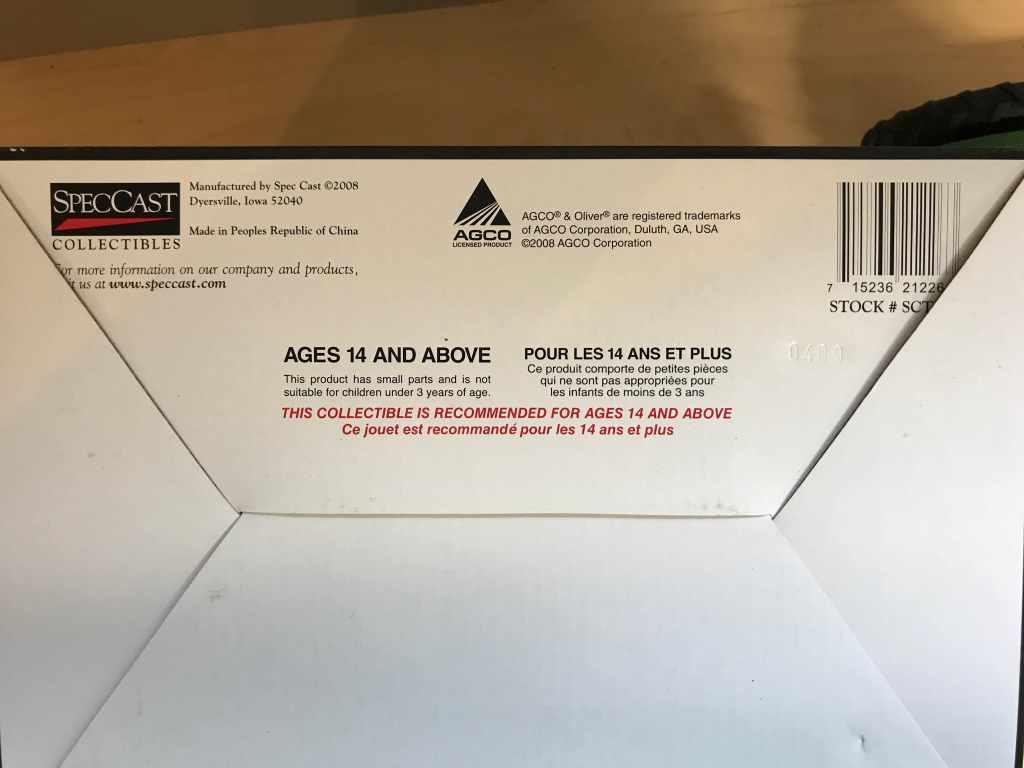 SPECCAST
COLLECTIBLES
Manufactured by Spec Cast ©2008
Dyersville, Iowa 52040
Made in Peoples Republic of China
For more information on our company and products,
us at www.speccast.com
AGCO
LICENSED PRODUCT
AGCO® & Oliver® are registered trademarks
of AGCO Corporation, Duluth, GA, USA
©2008 AGCO Corporation
7 15236 21226
STOCK # SCT
AGES 14 AND ABOVE
This product has small parts and is not
suitable for children under 3 years of age.
POUR LES 14 ANS ET PLUS
Ce produit comporte de petites pièces
qui ne sont pas appropriées pour
les infants de moins de 3 ans
THIS COLLECTIBLE IS RECOMMENDED FOR AGES 14 AND ABOVE
Ce jouet est recommandé pour les 14 ans et plus